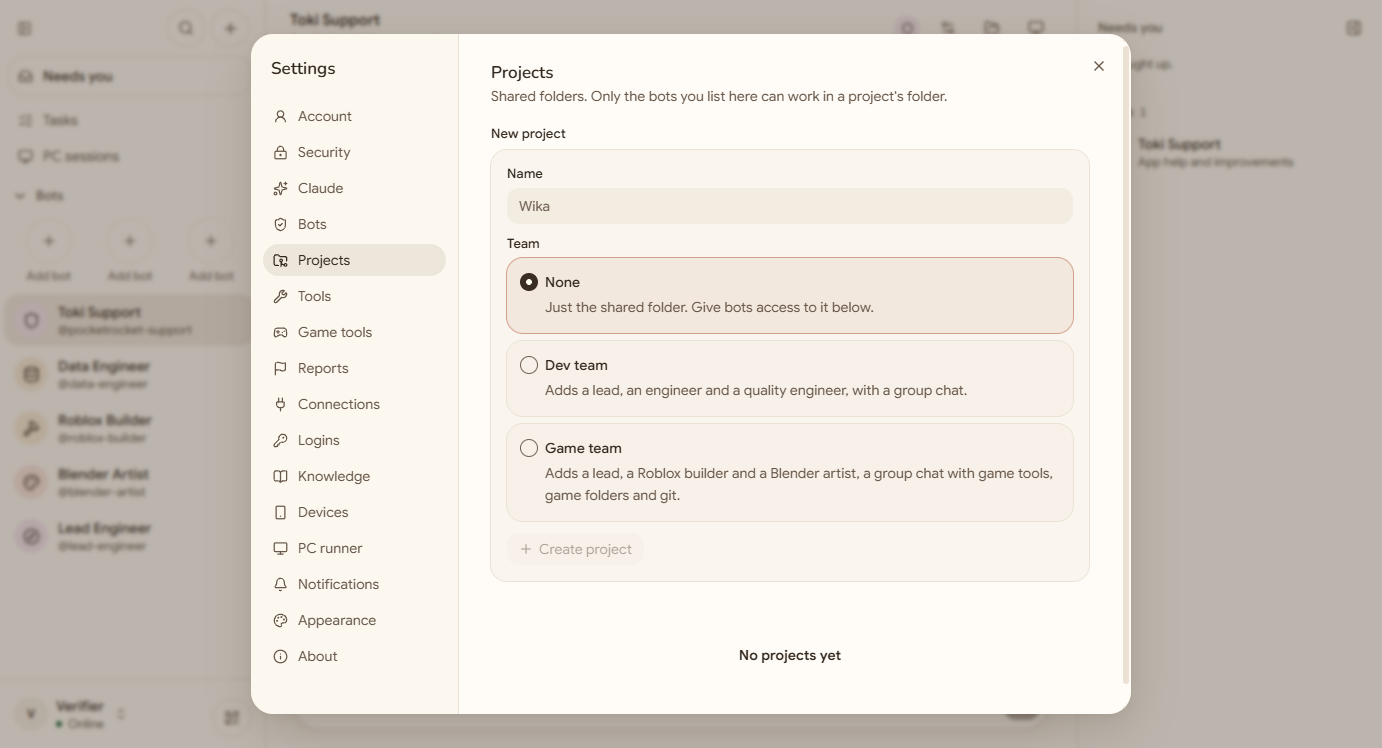 Toki Support
Needs you
Tasks
PC sessions
Bots
Add bot
Add bot
Add bot
Toki Support
@pocketrocket-support
Data Engineer
@data-engineer
Roblox Builder
@roblox-builder
Blender Artist
@blender-artist
Lead Engineer
@lead-engineer
V
Verifier
Online
Settings
Account
Security
Claude
Bots
Projects
Tools
Game tools
Reports
Connections
Logins
Knowledge
Devices
PC runner
Notifications
Appearance
About
Projects
Shared folders. Only the bots you list here can work in a project's folder.
New project
Name
Wika
Team
None
Just the shared folder. Give bots access to it below.
Dev team
Adds a lead, an engineer and a quality engineer, with a group chat.
Game team
Adds a lead, a Roblox builder and a Blender artist, a group chat with game tools,
game folders and git.
Create project
No projects yet
Needs you
up.
1
Toki Support
App help and improvements